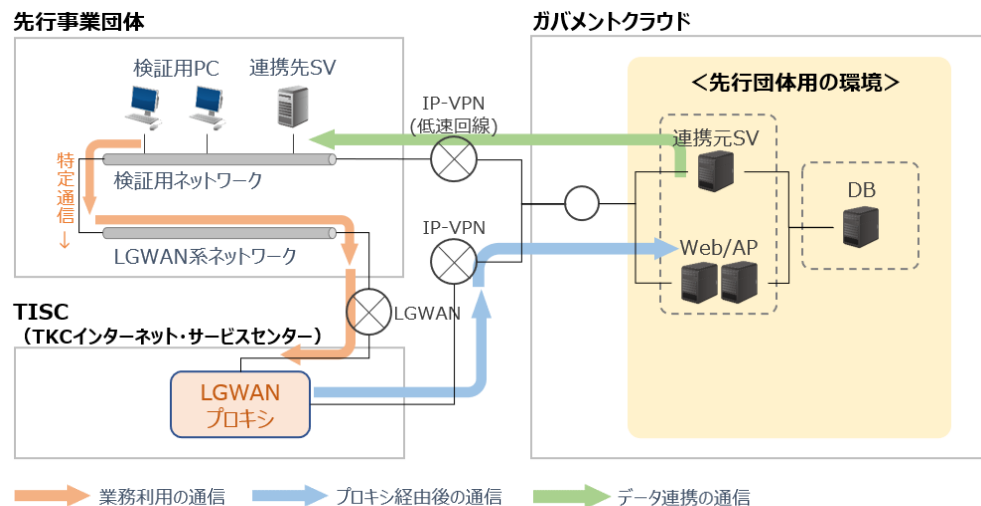 先行事業団体
ガバメントクラウド
検証用PC
連携先SV
IP-VPN
(低速回線)
<先行団体用の環境>
連携元SV
DB
特定通信→
検証用ネットワーク
IP-VPN
Web/AP
LGWAN系ネットワーク
LGWAN
TISC
（TKCインターネット・サービスセンター）
LGWAN
プロキシ
業務利用の通信
プロキシ経由後の通信
データ連携の通信